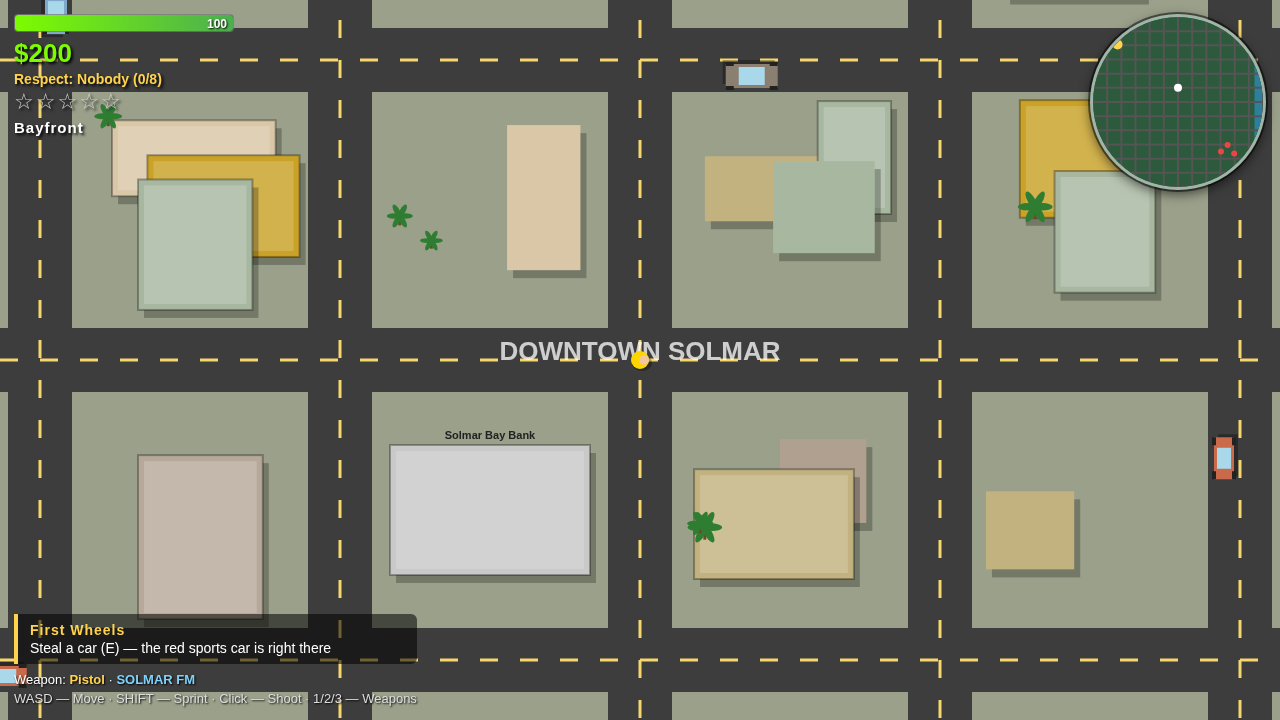 100
$200
Respect: Nobody (0/8)
☆☆☆☆☆
Bayfront
DOWNTOWN SOLMAR
Solmar Bay Bank
First Wheels
Steal a car (E) — the red sports car is right there
Weapon: Pistol · SOLMAR FM
WASD — Move · SHIFT — Sprint · Click — Shoot · 1/2/3 — Weapons